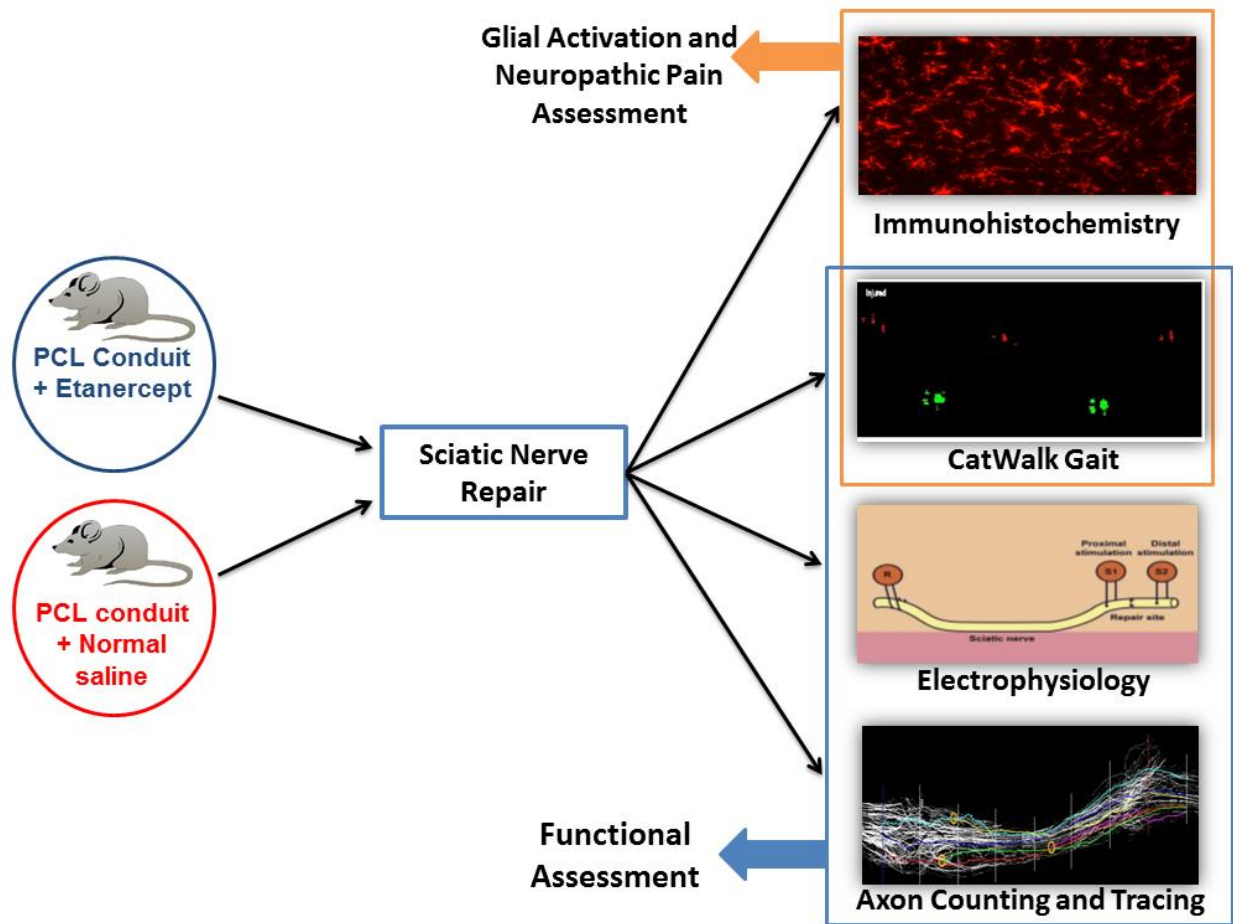 Glial Activation and
Neuropathic Pain
Assessment
Immunohistochemistry
PCL Conduit
+ Etanercept
PCL conduit
+ Normal
saline
Sciatic Nerve
Repair
Injured
CatWalk Gait
Proximal
stimulation
Distal
stimulation
R
S1
S2
Repair site
Sciatic nerve
Electrophysiology
Functional
Assessment
Axon Counting and Tracing